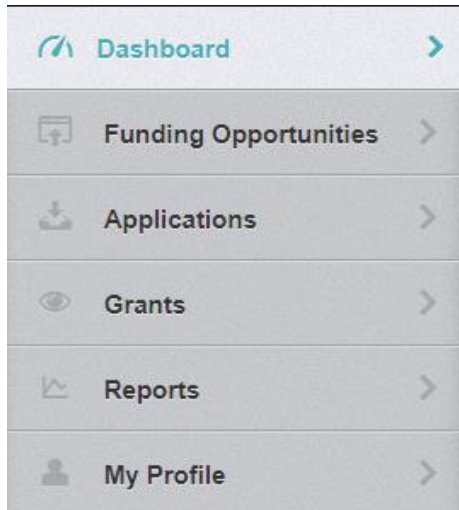 Dashboard
Funding Opportunities
Applications
Grants
Reports
My Profile